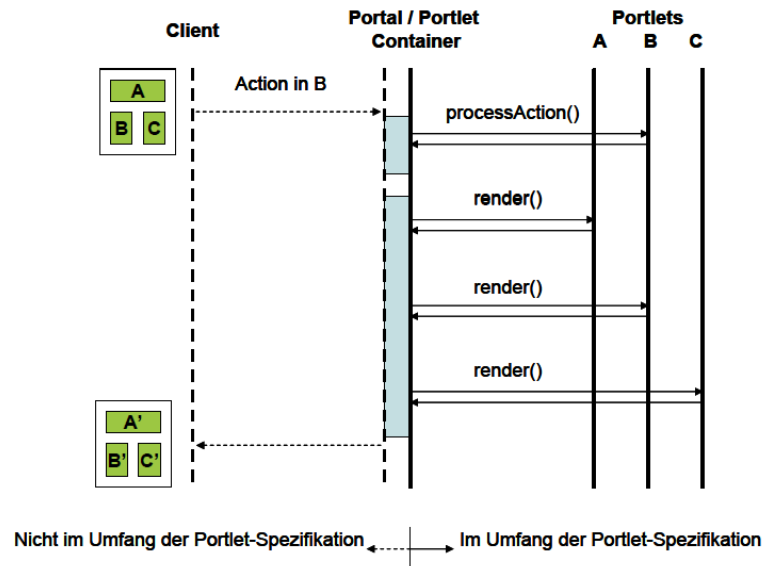 Client
Portal / Portlet
Container
Portlets
A B C
A
B C
Action in B
processAction()
render()
render()
render()
A'
B' C'
Nicht im Umfang der Portlet-Spezifikation
Im Umfang der Portlet-Spezifikation